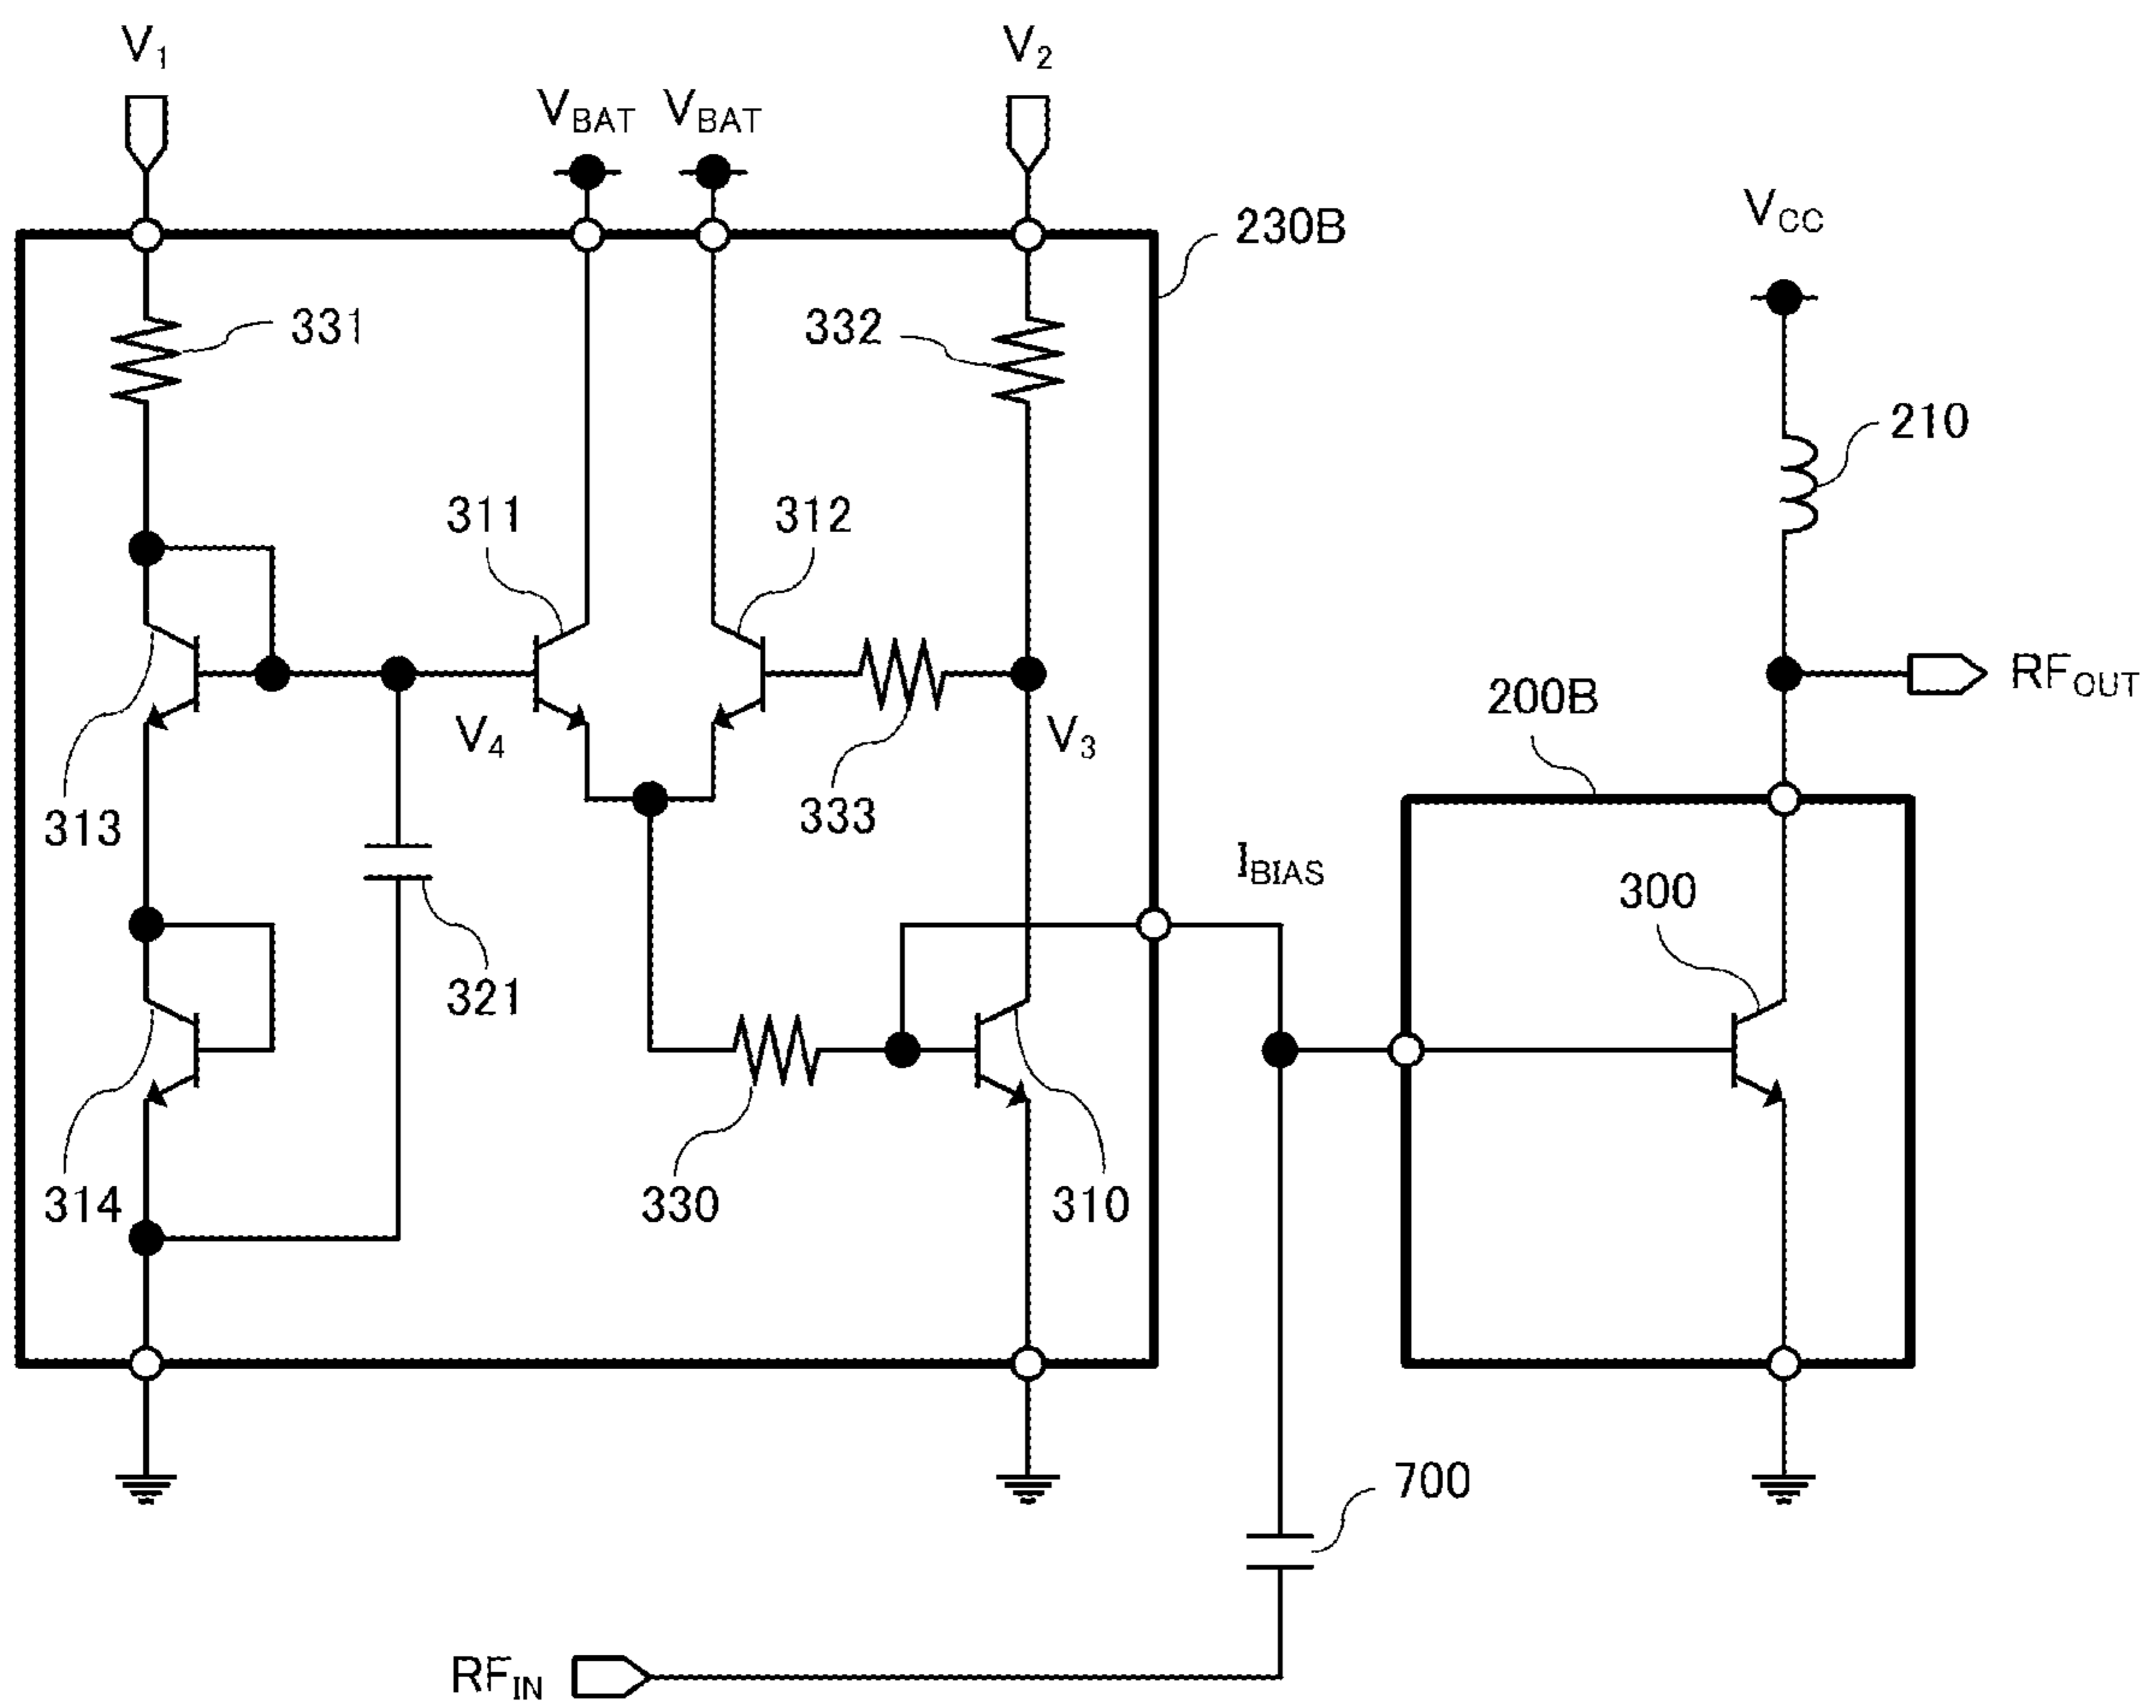 V1
V2
VBAT
VBAT
VCC
230B
331
332
210
311
312
RFOUT
200B
V4
V3
313
333
IBIAS
300
321
314
330
310
700
RFIN